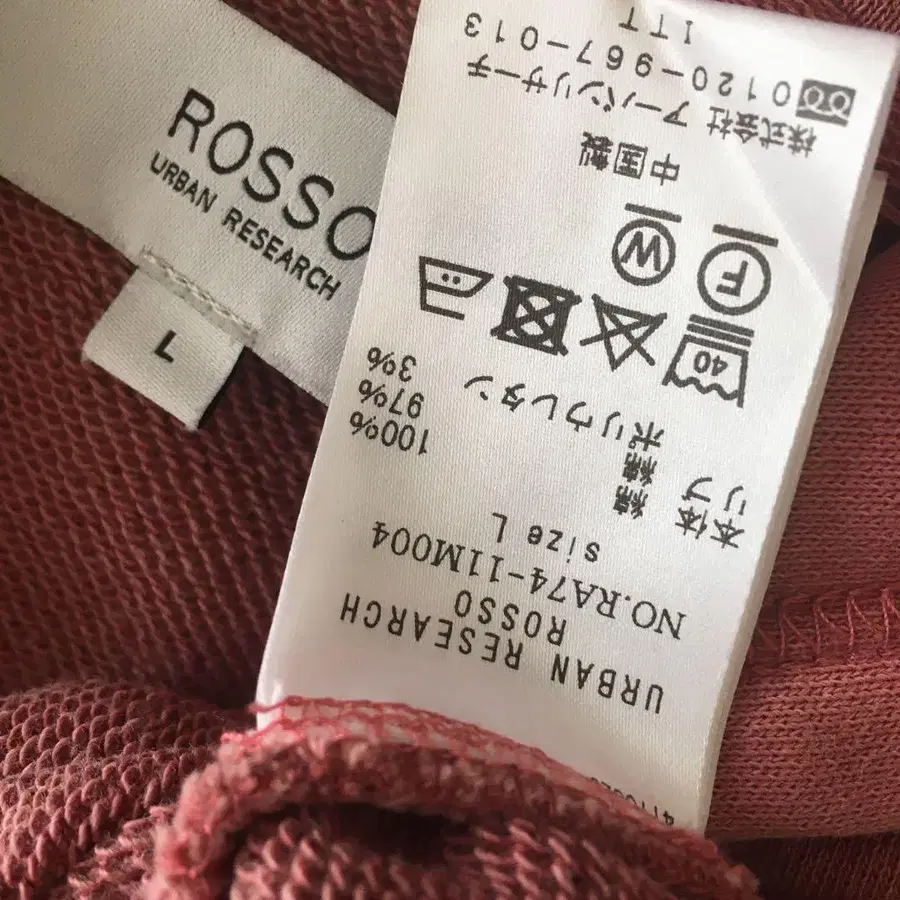 ROSSO
URBAN RESEARCH
L
URBAN RESEARCH
ROSSO
NO.RA74-11M004
size L
本体 綿 100%
リブ 綿 97%
ポリウレタン 3%
40
F
W
中国製
株式会社 アーバンリサーチ
0120-967-013
ITT